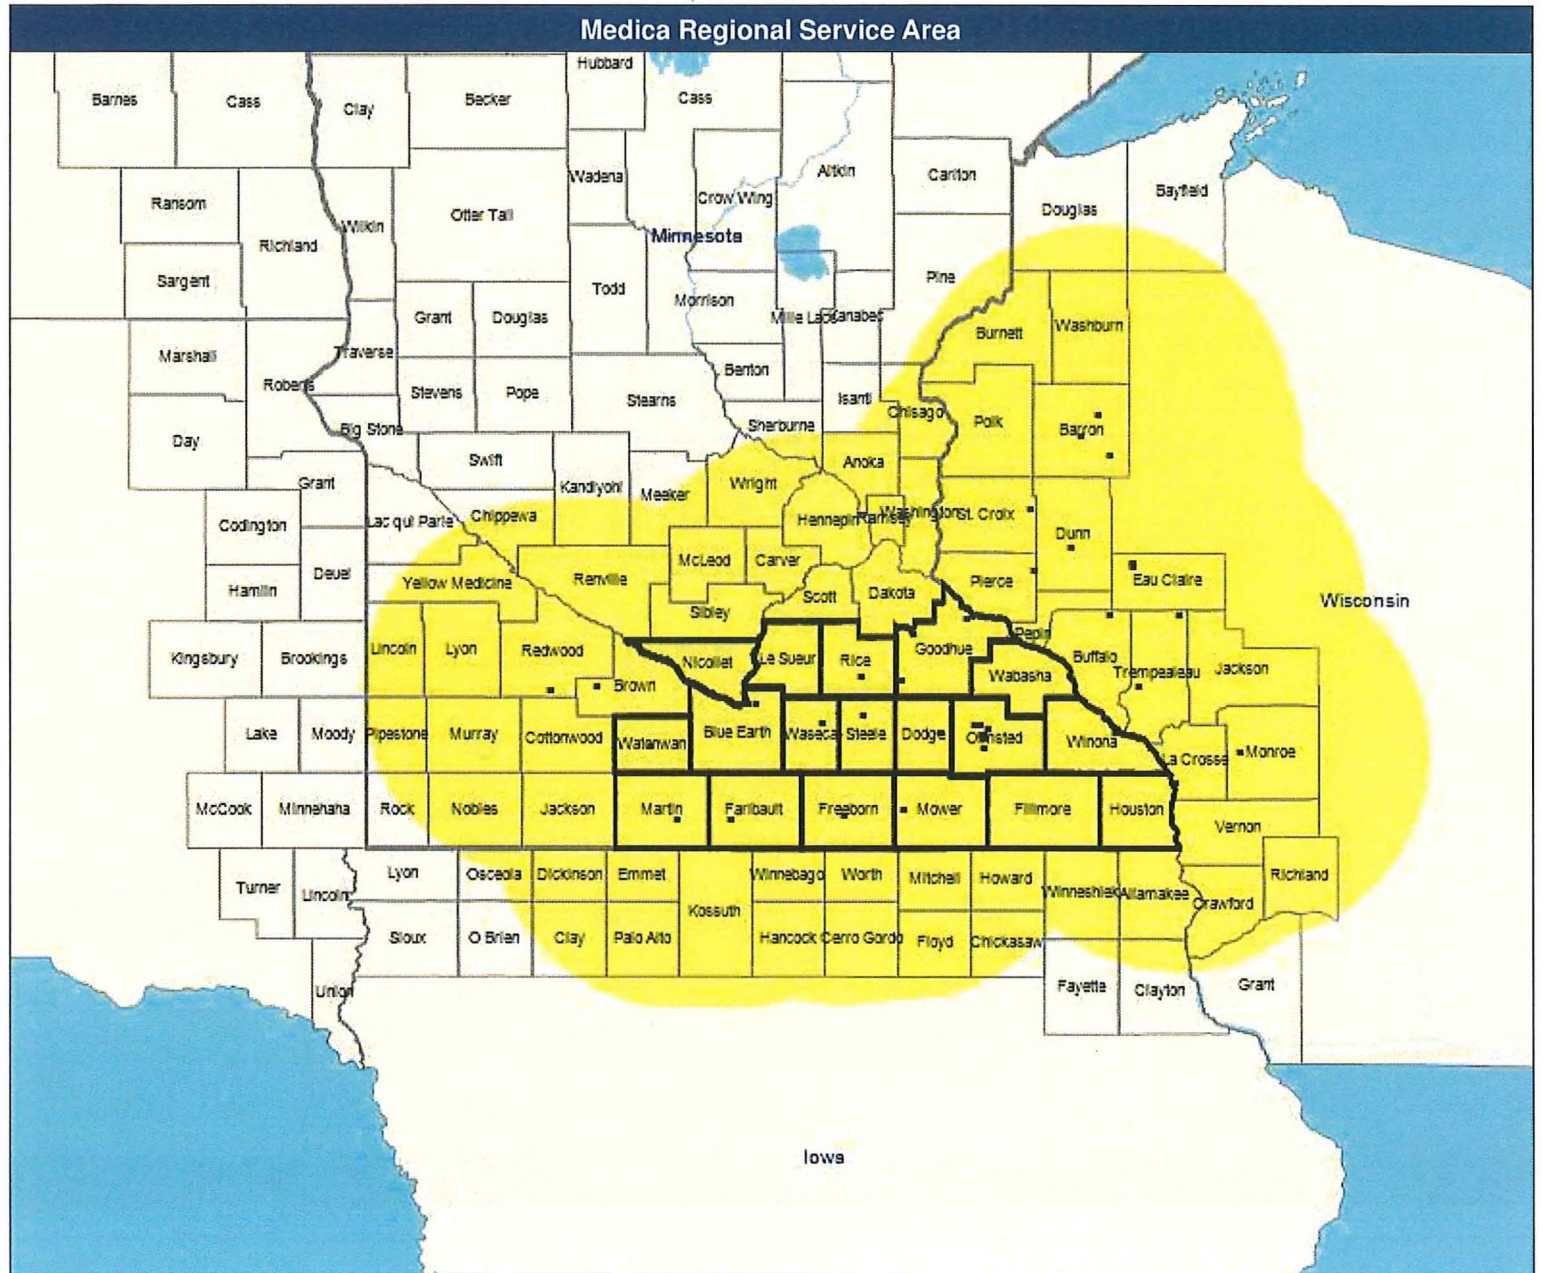 Medica Regional Service Area
Hubbard
Barnes
Cass
Clay
Becker
Cass
Wadena
Crow Wing
Aitkin
Carlton
Bayfield
Ransom
Richland
Wilkin
Otter Tail
Minnesota
Douglas
Sargent
Todd
Morrison
Pine
Grant
Douglas
Mille Lacs
Kanabec
Burnett
Washburn
Marshall
Roberts
Traverse
Stevens
Pope
Stearns
Benton
Isanti
Chisago
Polk
Barron
Day
Big Stone
Sherburne
Swift
Anoka
Grant
Kandiyohi
Meeker
Wright
Codington
Lac qui Parle
Chippewa
Hennepin
Ramsey
Washington
St. Croix
Dunn
Deuel
Hamlin
Yellow Medicine
Renville
McLeod
Carver
Scott
Dakota
Pierce
Eau Claire
Wisconsin
Sibley
Kingsbury
Brookings
Lincoln
Lyon
Redwood
Brown
Nicollet
Le Sueur
Rice
Goodhue
Wabasha
Pepin
Buffalo
Trempealeau
Jackson
Lake
Moody
Pipestone
Murray
Cottonwood
Watonwan
Blue Earth
Waseca
Steele
Dodge
Olmsted
Winona
La Crosse
Monroe
McCook
Minnehaha
Rock
Nobles
Jackson
Martin
Faribault
Freeborn
Mower
Fillmore
Houston
Vernon
Turner
Lincoln
Lyon
Osceola
Dickinson
Emmet
Kossuth
Winnebago
Worth
Mitchell
Howard
Winneshiek
Allamakee
Crawford
Richland
Sioux
O Brien
Clay
Palo Alto
Hancock
Cerro Gordo
Floyd
Chickasaw
Union
Fayette
Clayton
Grant
Iowa